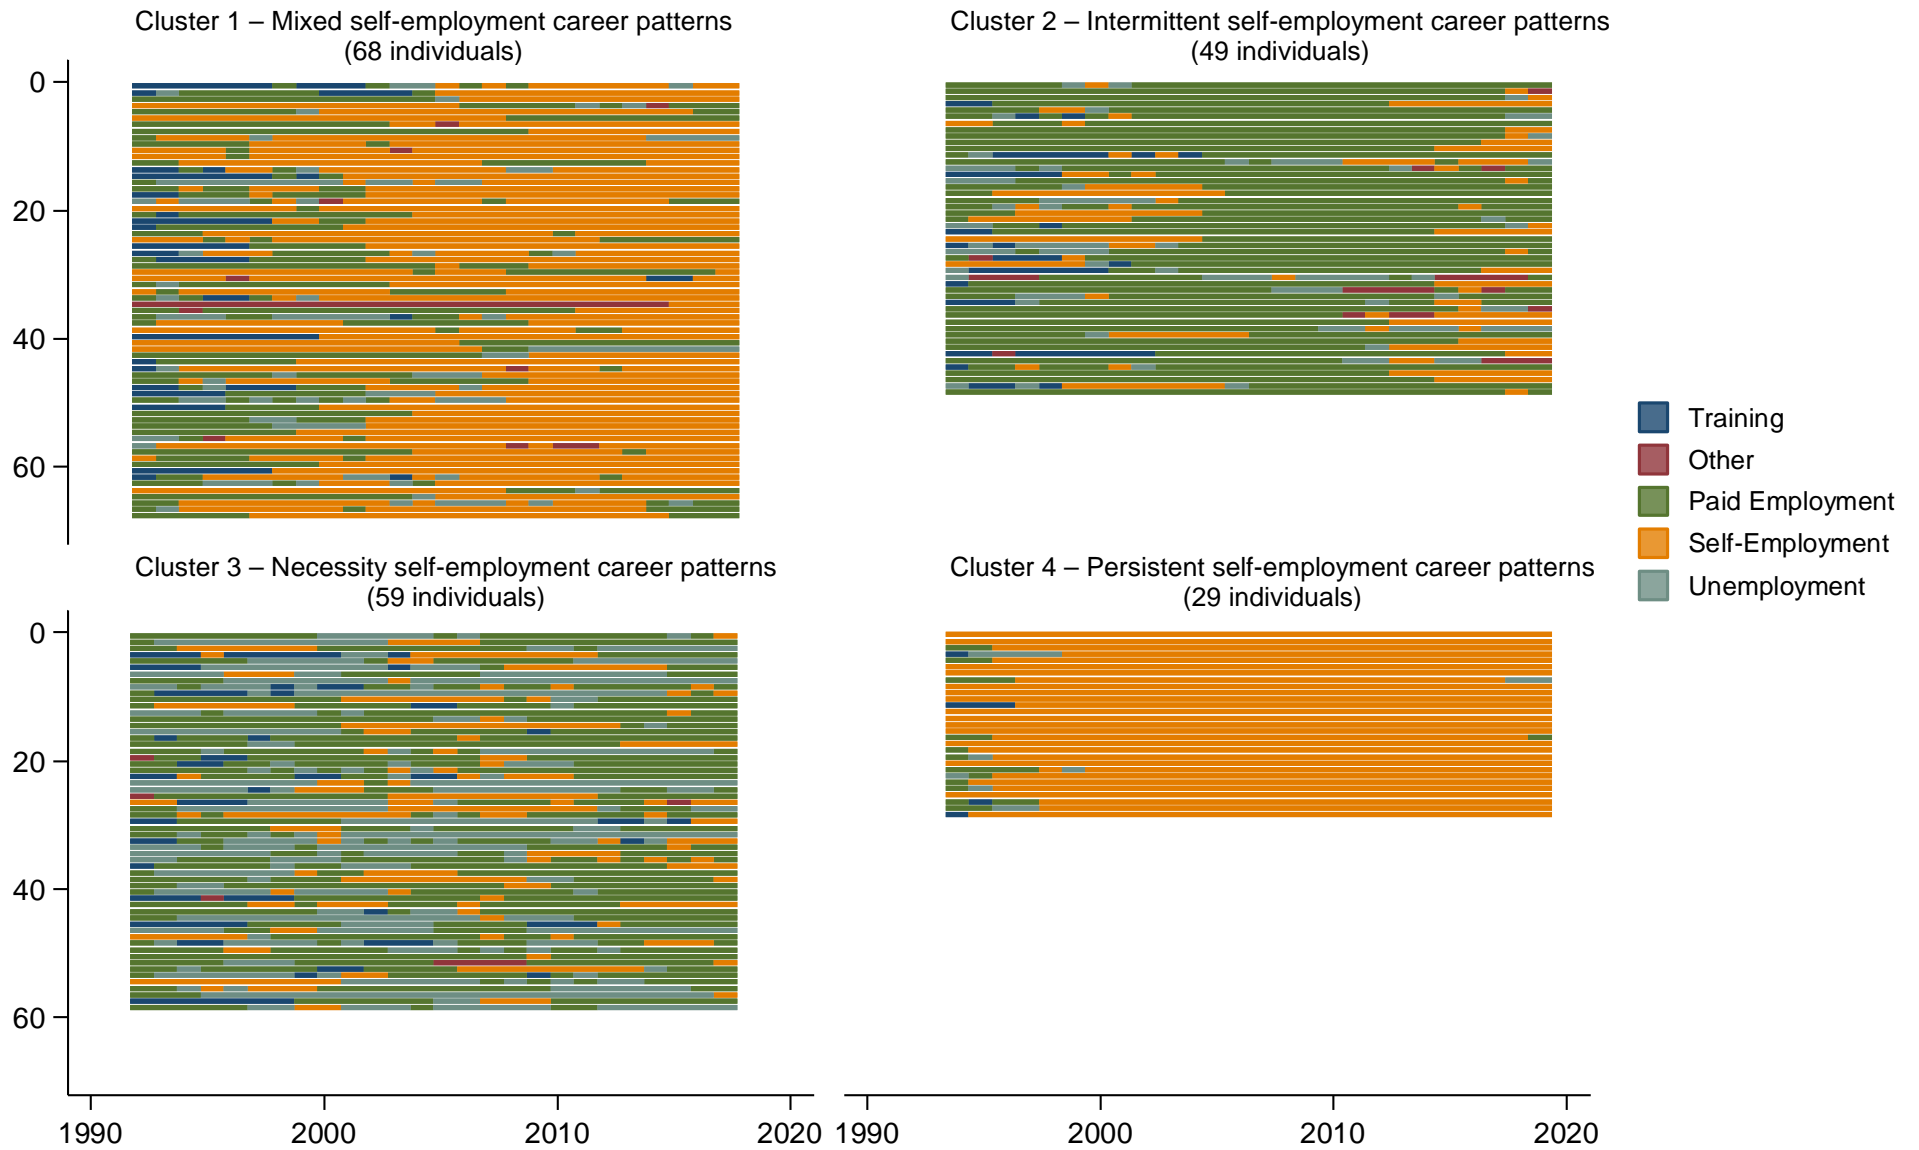 Cluster 1 – Mixed self-employment career patterns
(68 individuals)
Cluster 2 – Intermittent self-employment career patterns
(49 individuals)
0
20
40
60
Training
Other
Paid Employment
Self-Employment
Unemployment
Cluster 3 – Necessity self-employment career patterns
(59 individuals)
Cluster 4 – Persistent self-employment career patterns
(29 individuals)
0
20
40
60
1990
2000
2010
2020
1990
2000
2010
2020